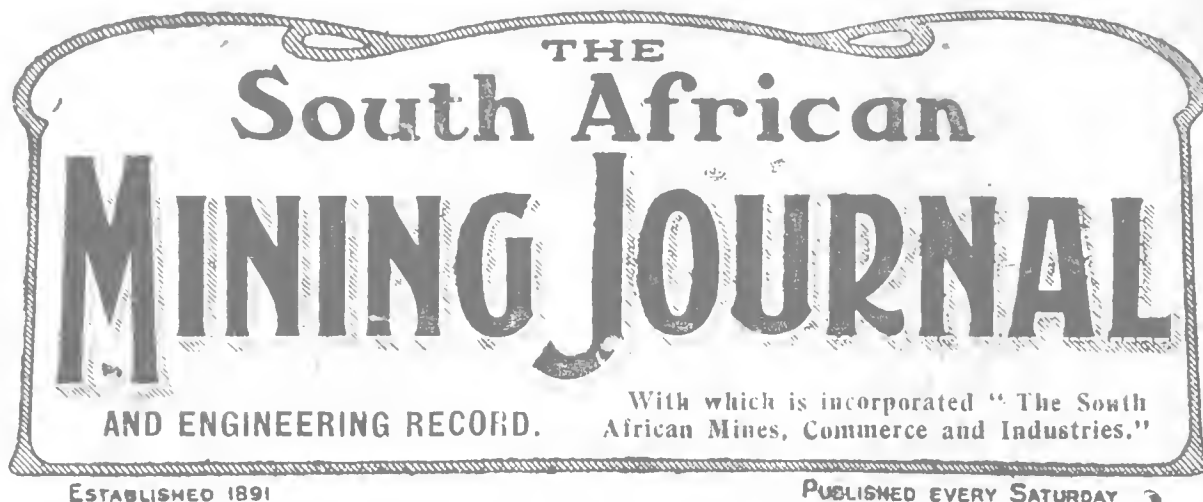 THE
South African
MINING JOURNAL
AND ENGINEERING RECORD.
With which is incorporated "The South
African Mines, Commerce and Industries."
ESTABLISHED 1891
PUBLISHED EVERY SATURDAY